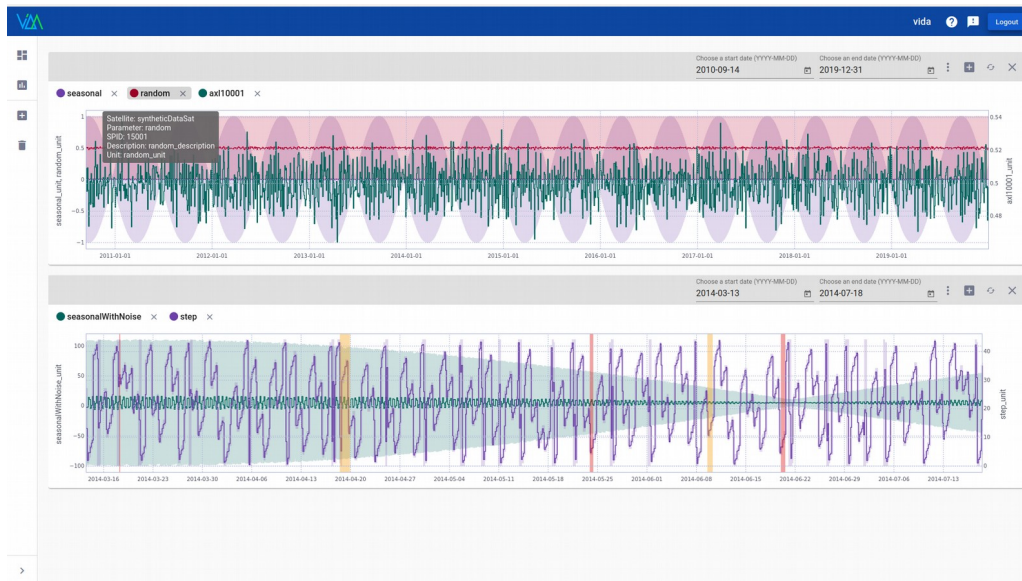 VIDA
vida
Logout
Choose a start date (YYYY-MM-DD)
2010-09-14
Choose an end date (YYYY-MM-DD)
2019-12-31
seasonal
random
axl10001
Satellite: syntheticDataSat
Parameter: random
SPID: 15001
Description: random_description
Unit: random_unit
seasonal_unit, random_unit
1
0.5
0
−0.5
−1
0.54
0.52
0.5
0.48
axl10001_unit
2011-01-01 2012-01-01 2013-01-01 2014-01-01 2015-01-01 2016-01-01 2017-01-01 2018-01-01 2019-01-01
Choose a start date (YYYY-MM-DD)
2014-03-13
Choose an end date (YYYY-MM-DD)
2014-07-18
seasonalWithNoise
step
seasonalWithNoise_unit
100
50
0
−50
−100
40
30
20
10
0
step_unit
2014-03-16 2014-03-23 2014-03-30 2014-04-06 2014-04-13 2014-04-20 2014-04-27 2014-05-04 2014-05-11 2014-05-18 2014-05-25 2014-06-01 2014-06-08 2014-06-15 2014-06-22 2014-06-29 2014-07-06 2014-07-13